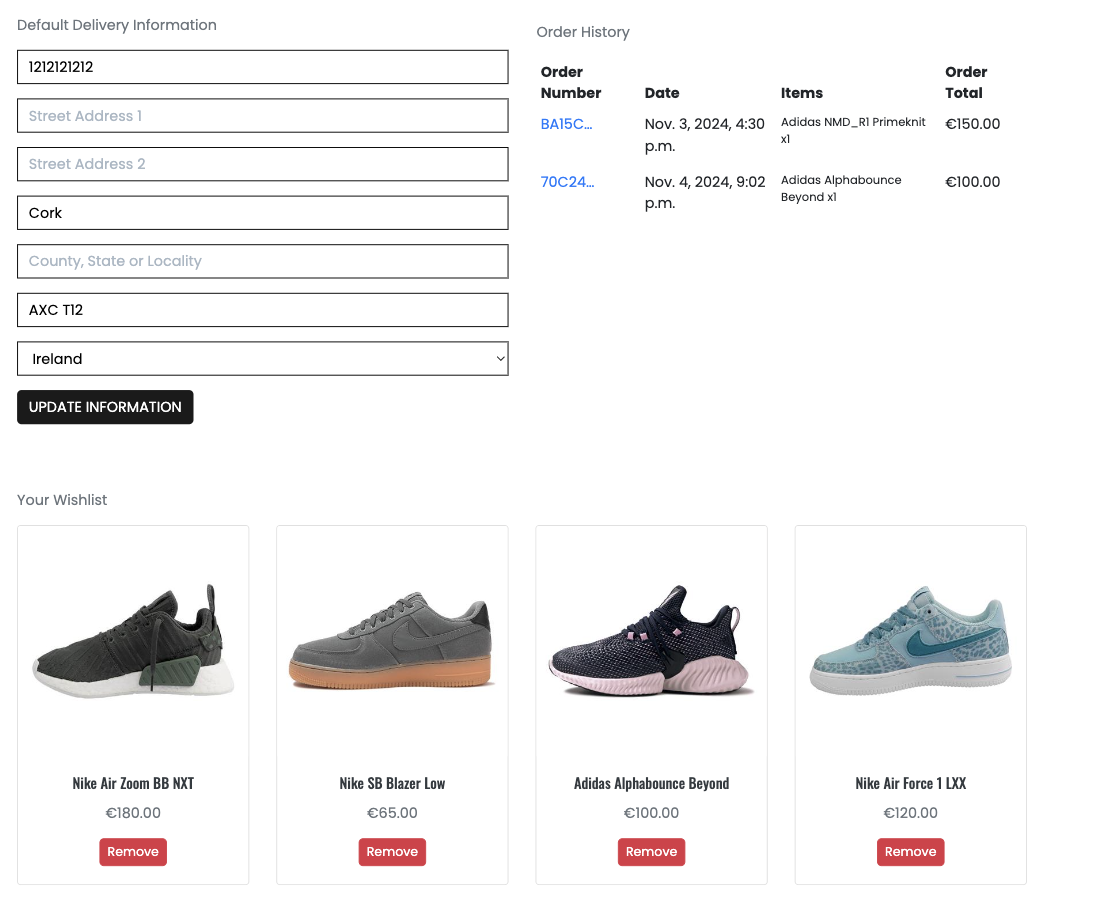 Default Delivery Information
1212121212
Street Address 1
Street Address 2
Cork
County, State or Locality
AXC T12
Ireland
UPDATE INFORMATION
Order History
Order Number Date Items Order Total
BA15C... Nov. 3, 2024, 4:30 p.m. Adidas NMD_R1 Primeknit x1 €150.00
70C24... Nov. 4, 2024, 9:02 p.m. Adidas Alphabounce Beyond x1 €100.00
Your Wishlist
Nike Air Zoom BB NXT
€180.00
Remove
Nike SB Blazer Low
€65.00
Remove
Adidas Alphabounce Beyond
€100.00
Remove
Nike Air Force 1 LXX
€120.00
Remove